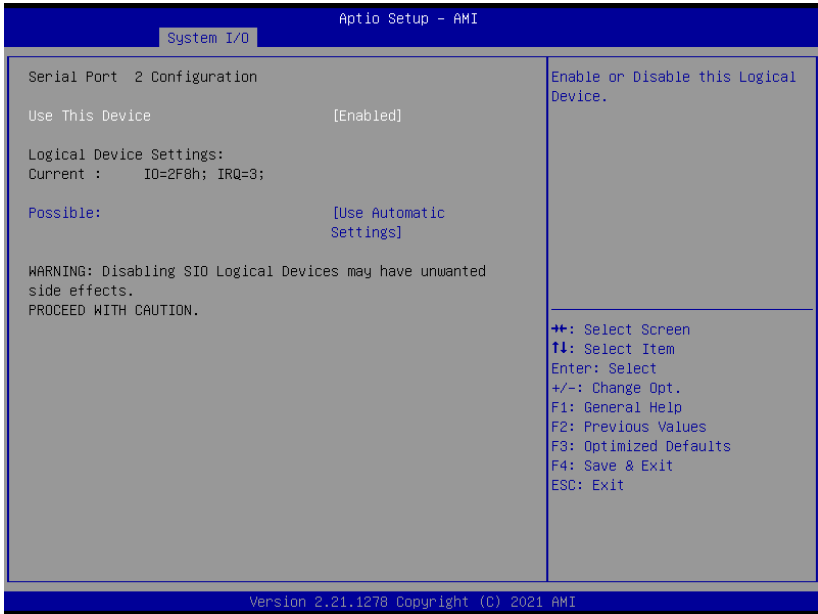 Aptio Setup – AMI
System I/O
Serial Port  2 Configuration
Use This Device [Enabled]
Logical Device Settings:
Current :     IO=2F8h; IRQ=3;
Possible: [Use Automatic
Settings]
WARNING: Disabling SIO Logical Devices may have unwanted
side effects.
PROCEED WITH CAUTION.
Enable or Disable this Logical
Device.
→←: Select Screen
↑↓: Select Item
Enter: Select
+/-: Change Opt.
F1: General Help
F2: Previous Values
F3: Optimized Defaults
F4: Save & Exit
ESC: Exit
Version 2.21.1278 Copyright (C) 2021 AMI